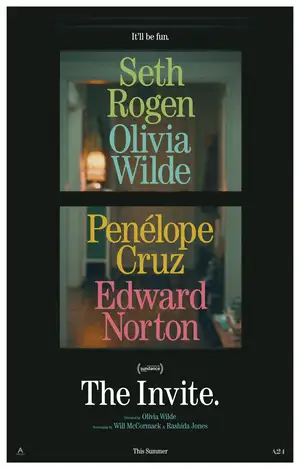 It'll be fun.
Seth
Rogen
Olivia
Wilde
Penélope
Cruz
Edward
Norton
sundance
The Invite.
Directed by Olivia Wilde
Screenplay by Will McCormack & Rashida Jones
This Summer
A24